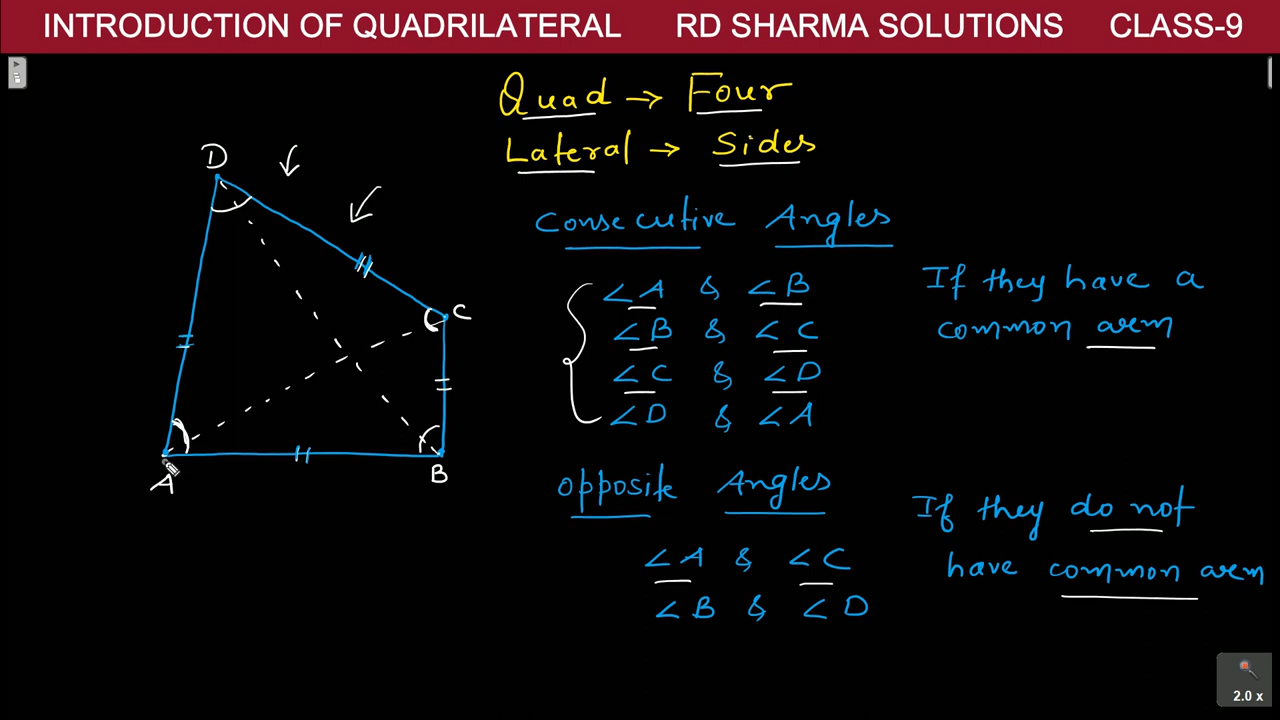 INTRODUCTION OF QUADRILATERAL RD SHARMA SOLUTIONS CLASS-9
Quad → Four
Lateral → Sides
D
C
A
B
Consecutive Angles
∠A & ∠B
∠B & ∠C
∠C & ∠D
∠D & ∠A
If they have a
common arm
Opposite Angles
∠A & ∠C
∠B & ∠D
If they do not
have common arm
2.0 x